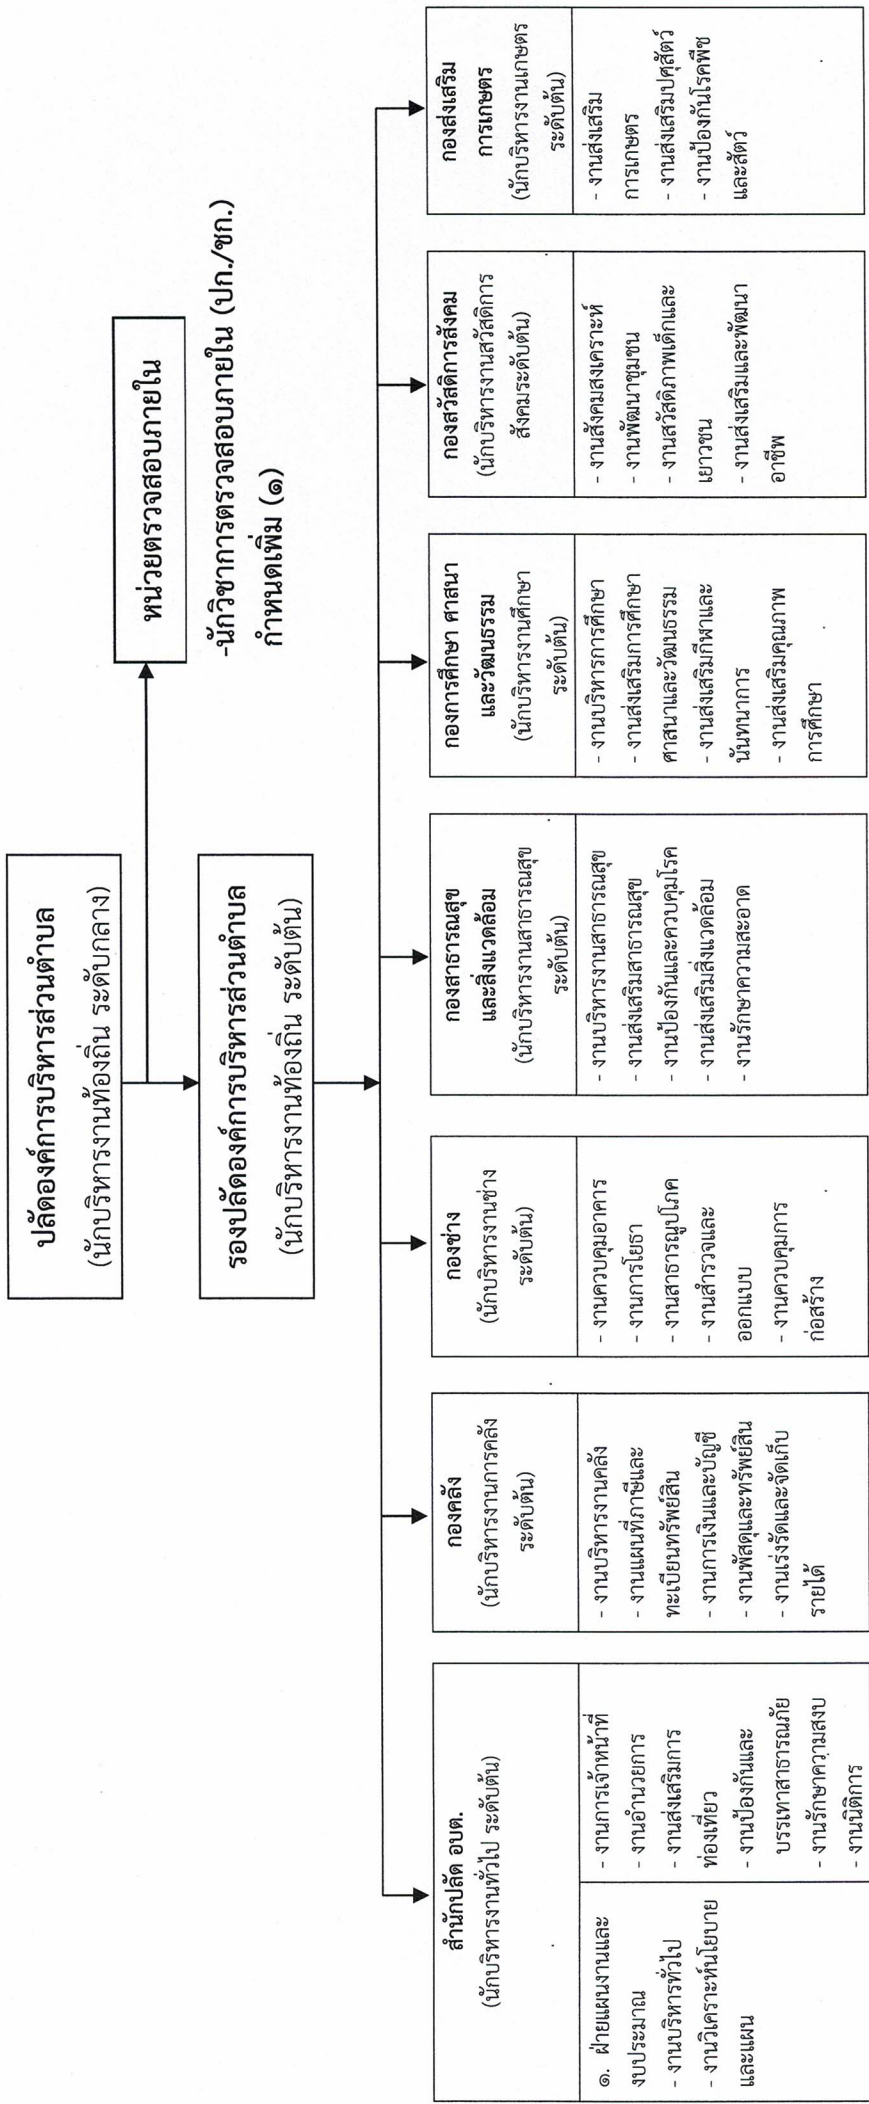 ปลัดองค์การบริหารส่วนตำบล
(นักบริหารงานท้องถิ่น ระดับกลาง)
หน่วยตรวจสอบภายใน
-นักวิชาการตรวจสอบภายใน (ปก./ชก.)
กำหนดเพิ่ม (๑)
รองปลัดองค์การบริหารส่วนตำบล
(นักบริหารงานท้องถิ่น ระดับต้น)
สำนักปลัด อบต.
(นักบริหารงานทั่วไป ระดับต้น)
๑. ฝ่ายแผนงานและ
งบประมาณ
- งานบริหารทั่วไป
- งานวิเคราะห์นโยบาย
และแผน
- งานการเจ้าหน้าที่
- งานอำนวยการ
- งานส่งเสริมการ
ท่องเที่ยว
- งานป้องกันและ
บรรเทาสาธารณภัย
- งานรักษาความสงบ
- งานนิติการ
กองคลัง
(นักบริหารงานการคลัง
ระดับต้น)
- งานบริหารงานคลัง
- งานแผนที่ภาษีและ
ทะเบียนทรัพย์สิน
- งานการเงินและบัญชี
- งานพัสดุและทรัพย์สิน
- งานเร่งรัดและจัดเก็บ
รายได้
กองช่าง
(นักบริหารงานช่าง
ระดับต้น)
- งานควบคุมอาคาร
- งานการโยธา
- งานสาธารณูปโภค
- งานสำรวจและ
ออกแบบ
- งานควบคุมการ
ก่อสร้าง
กองสาธารณสุข
และสิ่งแวดล้อม
(นักบริหารงานสาธารณสุข
ระดับต้น)
- งานบริหารงานสาธารณสุข
- งานส่งเสริมสาธารณสุข
- งานป้องกันและควบคุมโรค
- งานส่งเสริมสิ่งแวดล้อม
- งานรักษาความสะอาด
กองการศึกษา ศาสนา
และวัฒนธรรม
(นักบริหารงานศึกษา
ระดับต้น)
- งานบริหารการศึกษา
- งานส่งเสริมการศึกษา
ศาสนาและวัฒนธรรม
- งานส่งเสริมกีฬาและ
นันทนาการ
- งานส่งเสริมคุณภาพ
การศึกษา
กองสวัสดิการสังคม
(นักบริหารงานสวัสดิการ
สังคมระดับต้น)
- งานสังคมสงเคราะห์
- งานพัฒนาชุมชน
- งานสวัสดิภาพเด็กและ
เยาวชน
- งานส่งเสริมและพัฒนา
อาชีพ
กองส่งเสริม
การเกษตร
(นักบริหารงานเกษตร
ระดับต้น)
- งานส่งเสริม
การเกษตร
- งานส่งเสริมปศุสัตว์
- งานป้องกันโรคพืช
และสัตว์